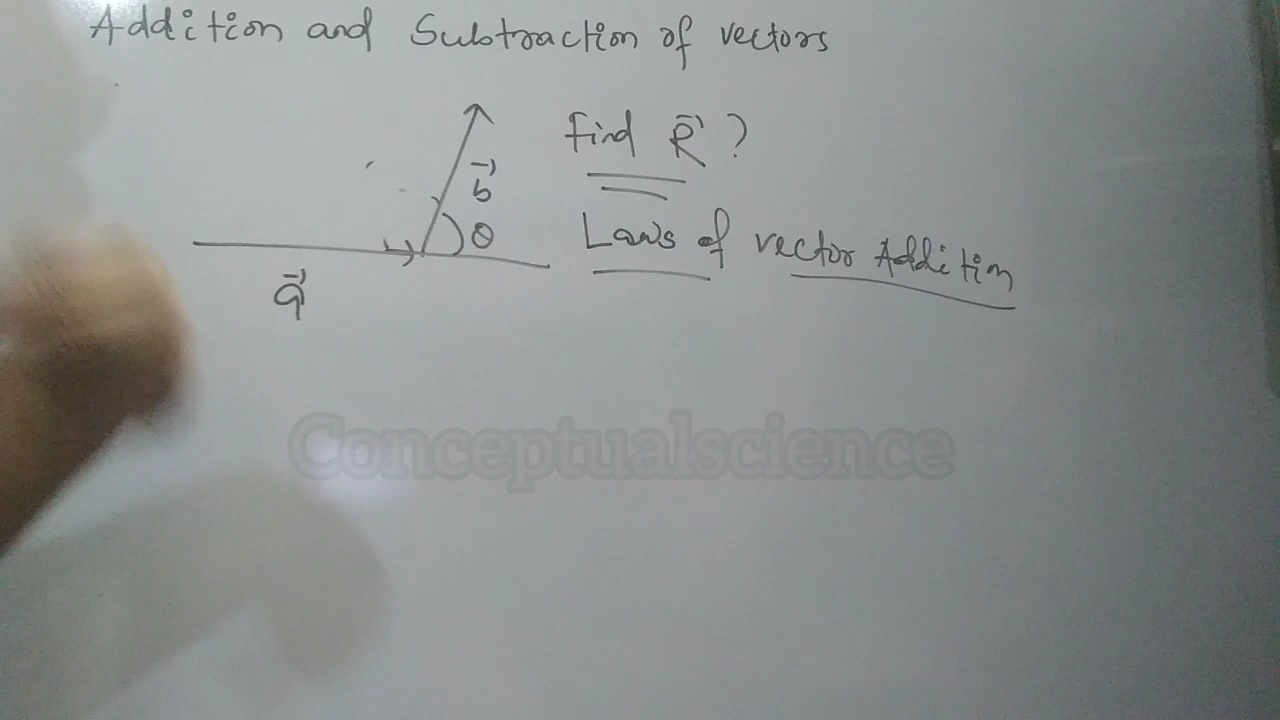 Addition and Subtraction of vectors
find R⃗ ?
b⃗
θ
Laws of vector Addition
a⃗
Conceptualscience